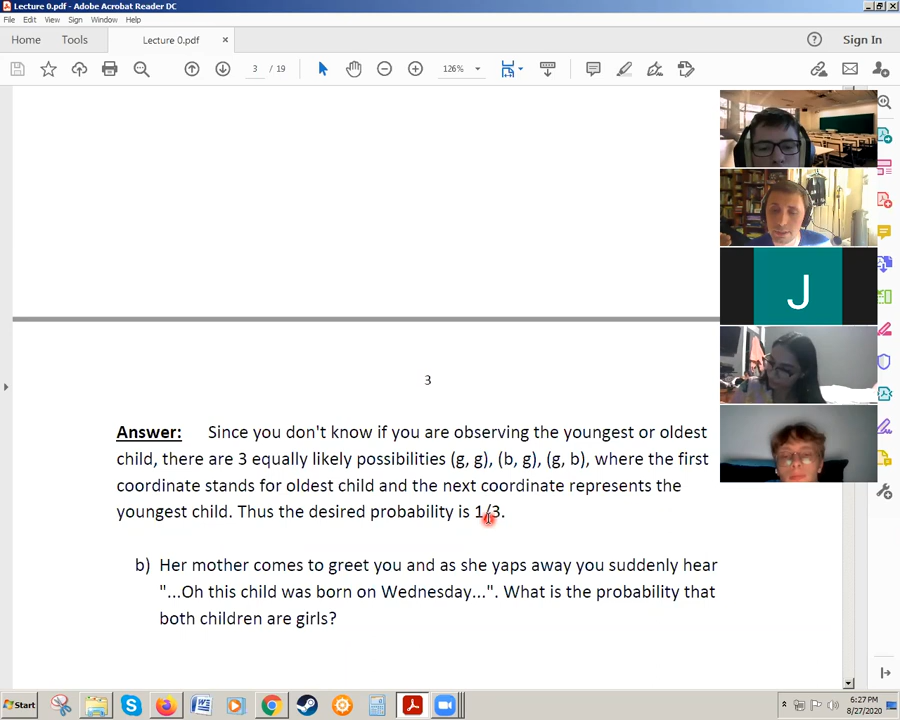 Lecture 0.pdf - Adobe Acrobat Reader DC
File Edit View Sign Window Help
Home Tools Lecture 0.pdf × ? Sign In
3 / 19 126%
3
Answer: Since you don't know if you are observing the youngest or oldest
child, there are 3 equally likely possibilities (g, g), (b, g), (g, b), where the first
coordinate stands for oldest child and the next coordinate represents the
youngest child. Thus the desired probability is 1/3.
b) Her mother comes to greet you and as she yaps away you suddenly hear
"...Oh this child was born on Wednesday...". What is the probability that
both children are girls?
J
Start
6:27 PM
8/27/2020